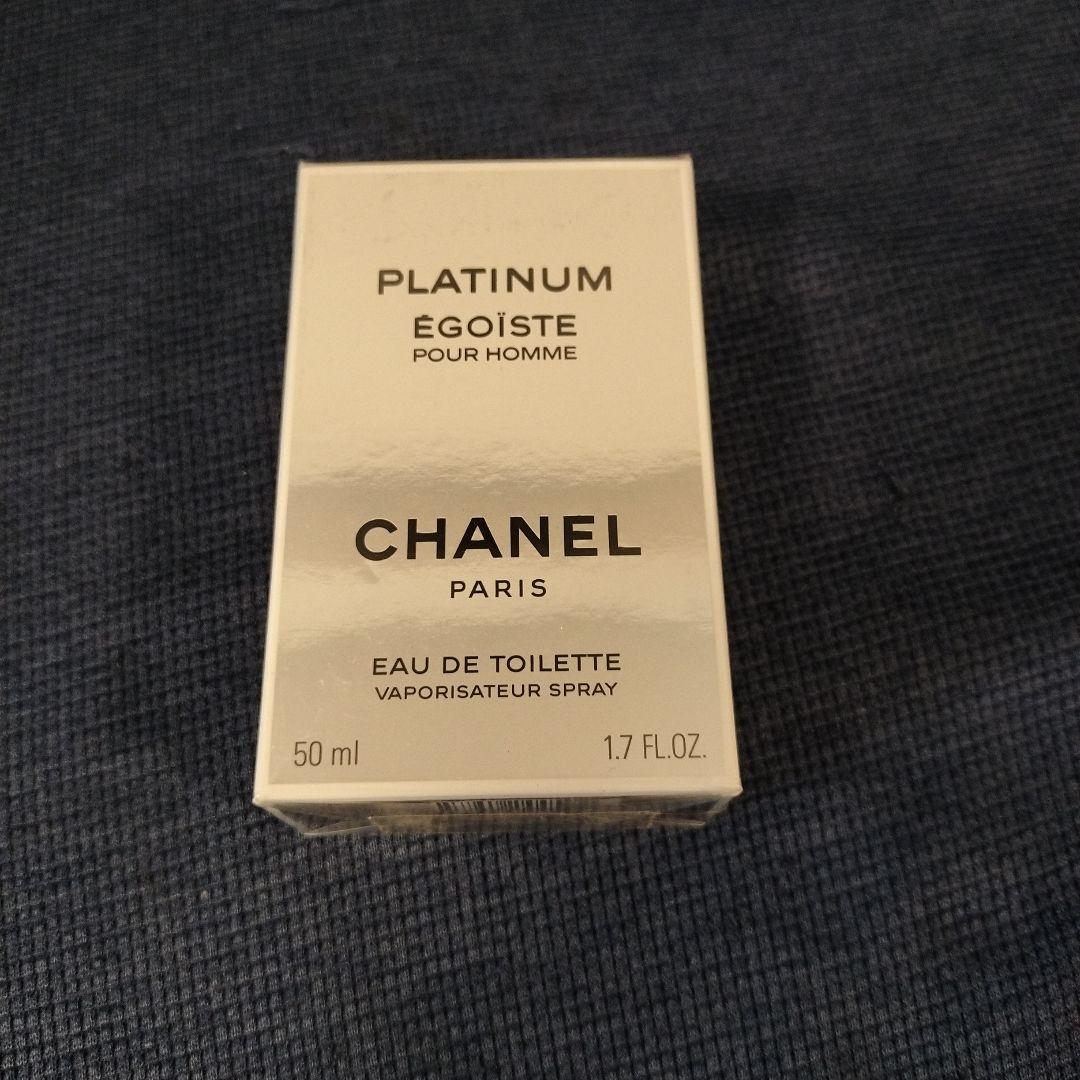 PLATINUM
ÉGOÏSTE
POUR HOMME
CHANEL
PARIS
EAU DE TOILETTE
VAPORISATEUR SPRAY
50 ml
1.7 FL.OZ.